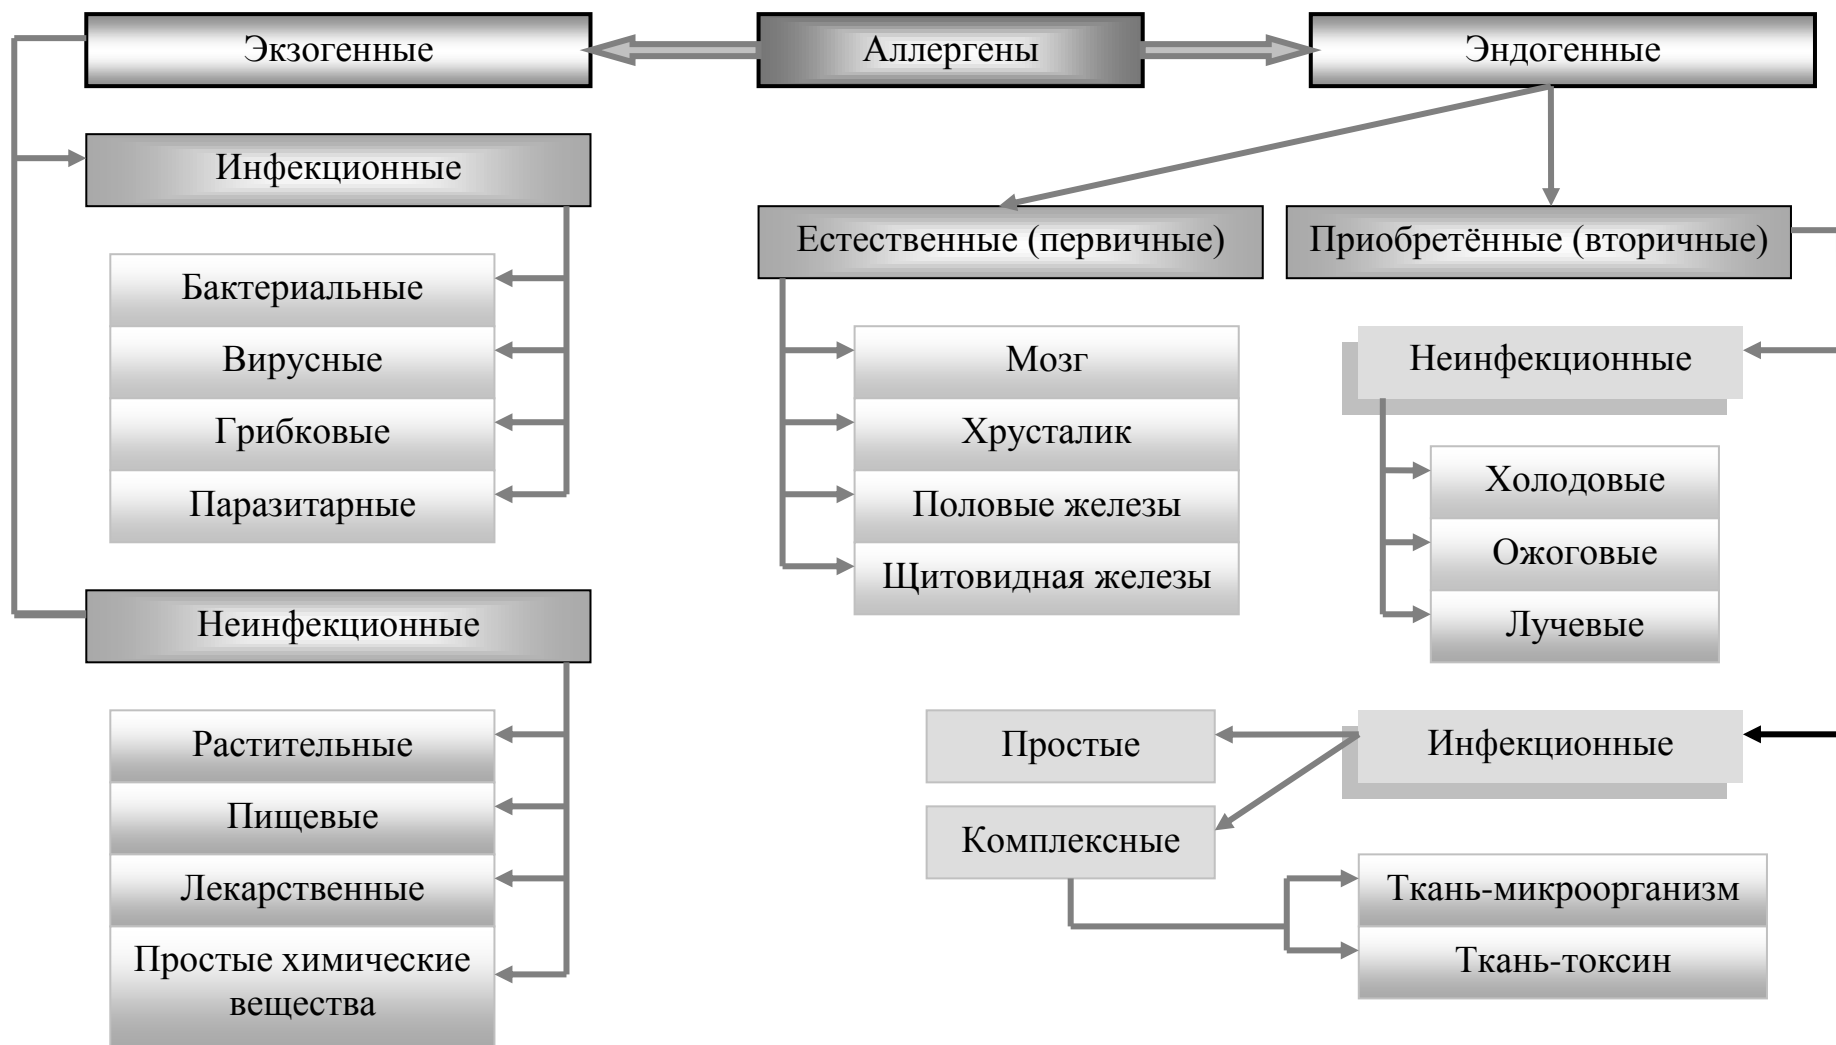 Аллергены
Экзогенные
Инфекционные
Бактериальные
Вирусные
Грибковые
Паразитарные
Неинфекционные
Растительные
Пищевые
Лекарственные
Простые химические
вещества
Эндогенные
Естественные (первичные)
Мозг
Хрусталик
Половые железы
Щитовидная железы
Приобретённые (вторичные)
Неинфекционные
Холодовые
Ожоговые
Лучевые
Инфекционные
Простые
Комплексные
Ткань-микроорганизм
Ткань-токсин